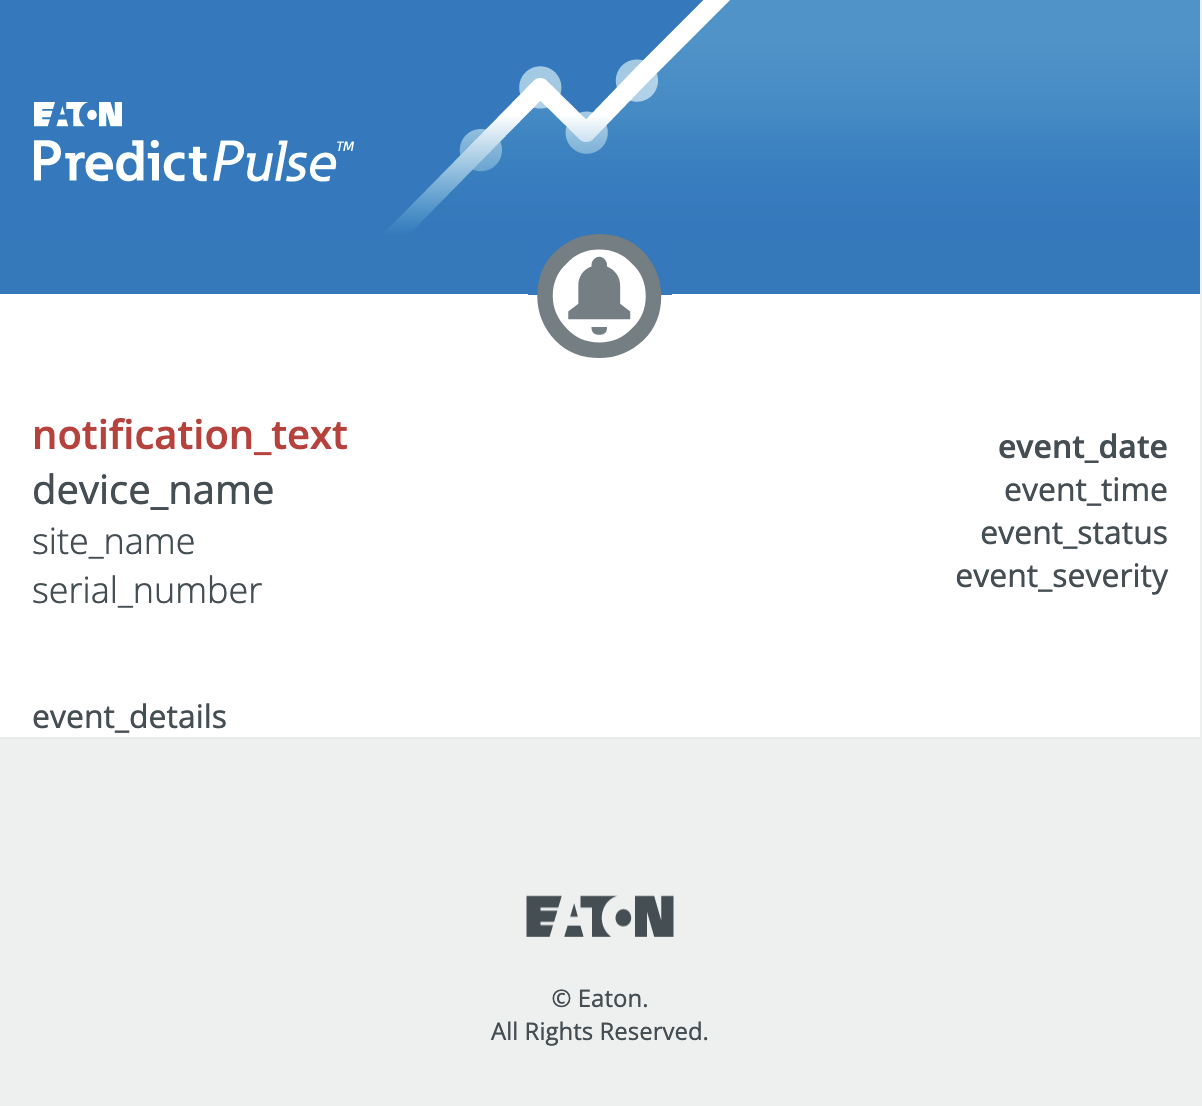 EATON
PredictPulse™
notification_text
device_name
site_name
serial_number
event_date
event_time
event_status
event_severity
event_details
EATON
© Eaton.
All Rights Reserved.